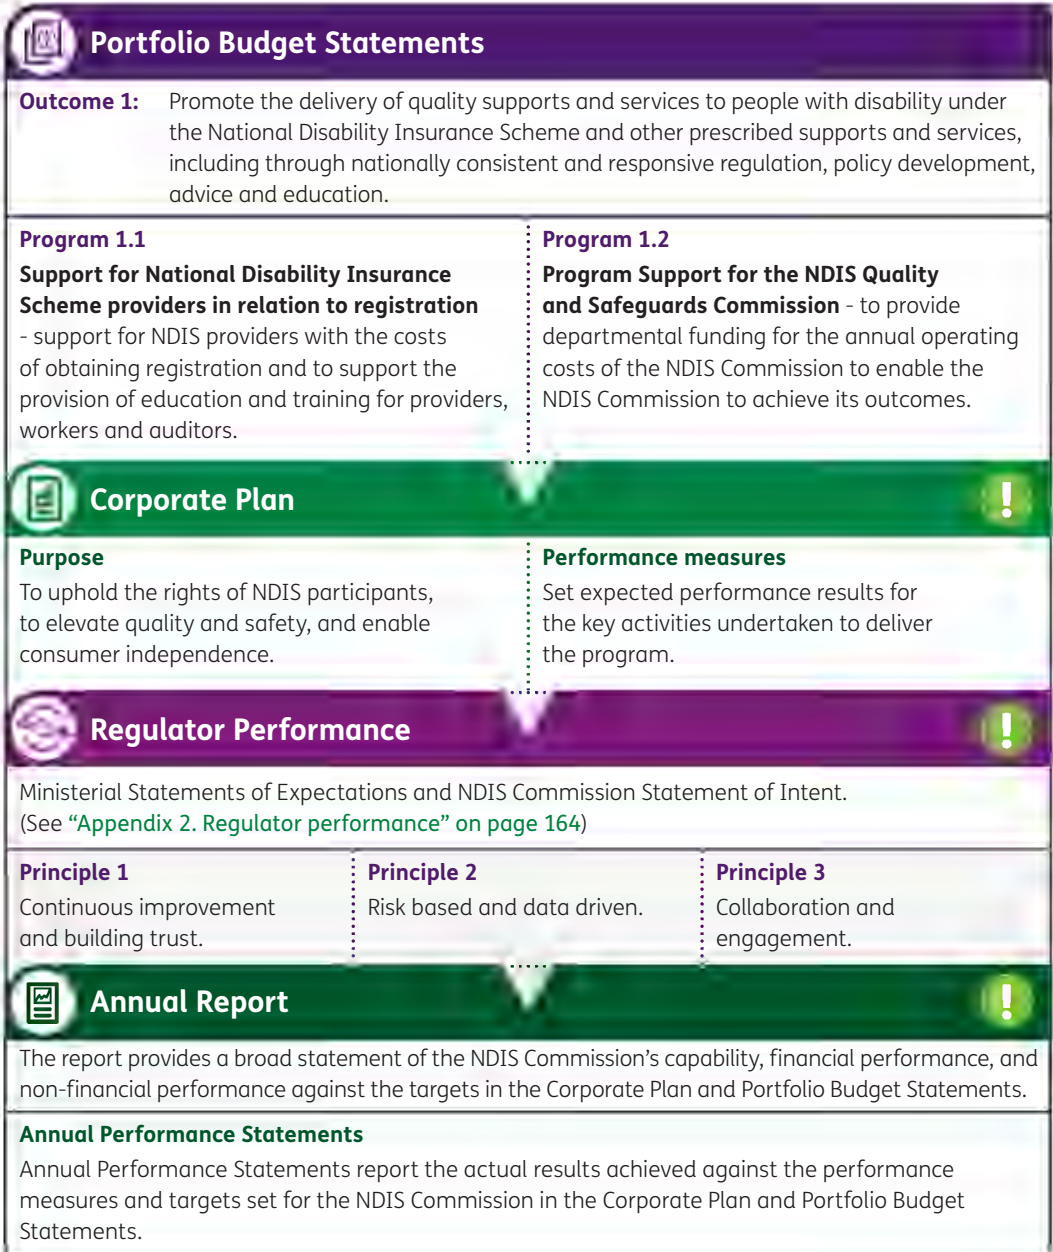 Portfolio Budget Statements
Outcome 1: Promote the delivery of quality supports and services to people with disability under
the National Disability Insurance Scheme and other prescribed supports and services,
including through nationally consistent and responsive regulation, policy development,
advice and education.
Program 1.1
Support for National Disability Insurance
Scheme providers in relation to registration
- support for NDIS providers with the costs
of obtaining registration and to support the
provision of education and training for providers,
workers and auditors.
Program 1.2
Program Support for the NDIS Quality
and Safeguards Commission - to provide
departmental funding for the annual operating
costs of the NDIS Commission to enable the
NDIS Commission to achieve its outcomes.
Corporate Plan
!
Purpose
To uphold the rights of NDIS participants,
to elevate quality and safety, and enable
consumer independence.
Performance measures
Set expected performance results for
the key activities undertaken to deliver
the program.
Regulator Performance
!
Ministerial Statements of Expectations and NDIS Commission Statement of Intent.
(See “Appendix 2. Regulator performance” on page 164)
Principle 1
Continuous improvement
and building trust.
Principle 2
Risk based and data driven.
Principle 3
Collaboration and
engagement.
Annual Report
!
The report provides a broad statement of the NDIS Commission’s capability, financial performance, and
non-financial performance against the targets in the Corporate Plan and Portfolio Budget Statements.
Annual Performance Statements
Annual Performance Statements report the actual results achieved against the performance
measures and targets set for the NDIS Commission in the Corporate Plan and Portfolio Budget
Statements.